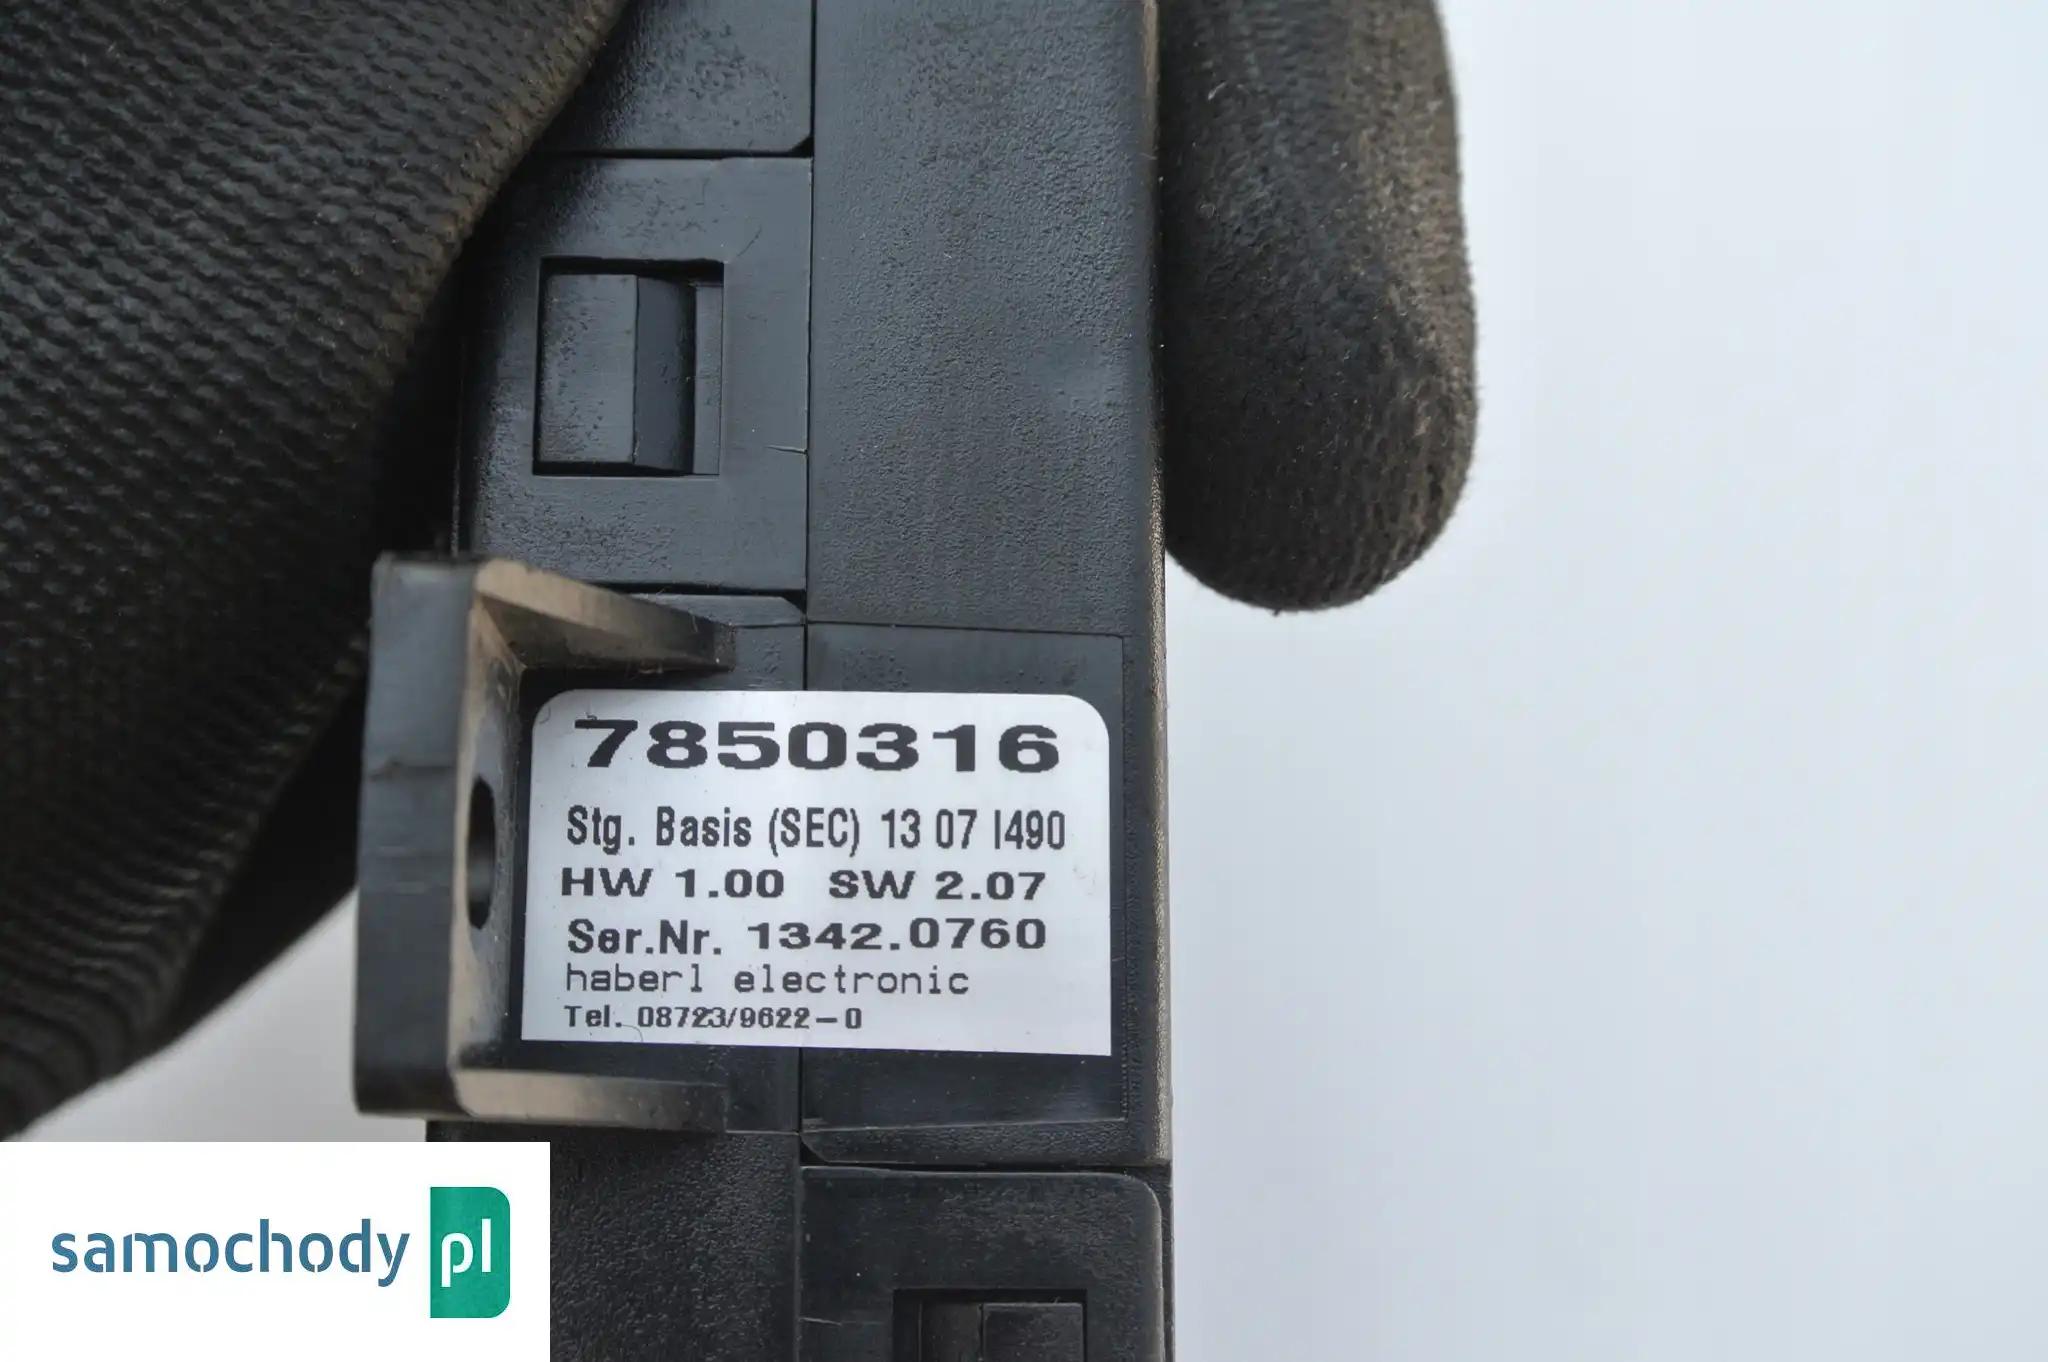 7850316
Stg. Basis (SEC) 13 07 I490
HW 1.00 SW 2.07
Ser.Nr. 1342.0760
haberl electronic
Tel. 08723/9622-0
samochody pl